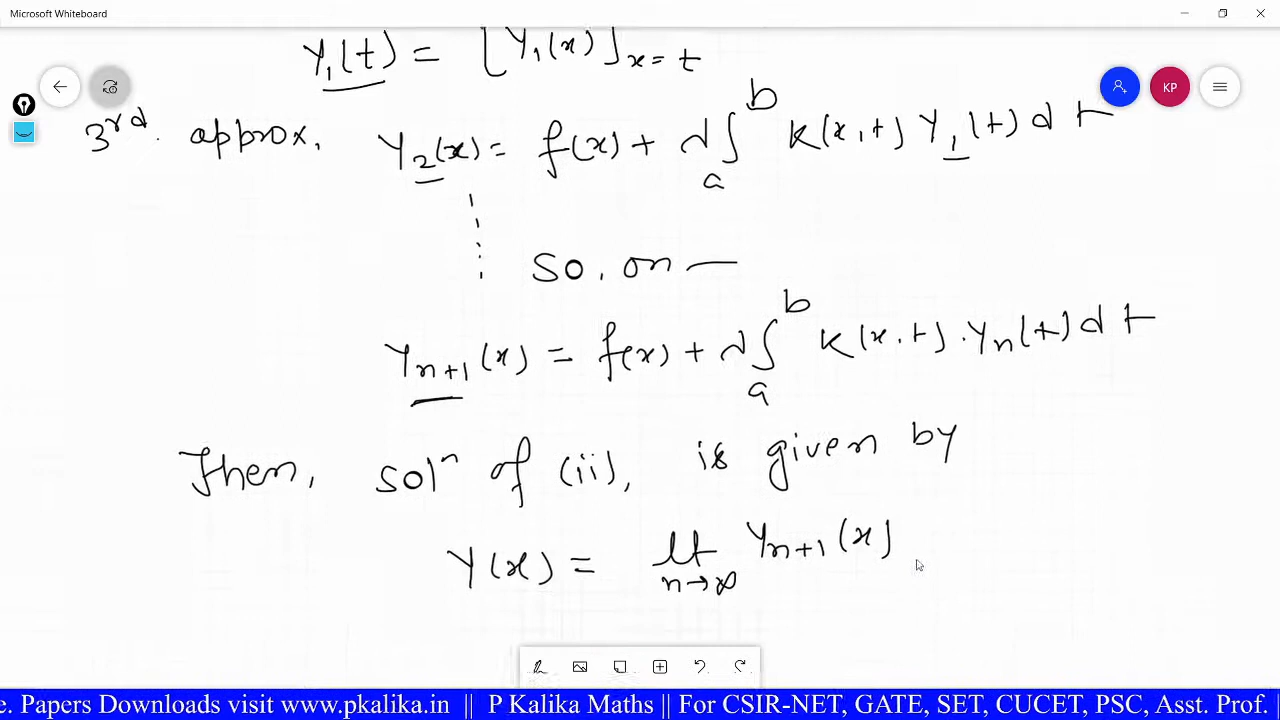 Microsoft Whiteboard
Y₁(t) = [Y₁(x)]ₓ₌ₜ
KP
3rd. approx. Y₂(x) = f(x) + λ∫ₐᵇ K(x,t) Y₁(t) dt
so. on —
Yₙ₊₁(x) = f(x) + λ∫ₐᵇ K(x,t). Yₙ(t) dt
Then, solⁿ of (ii), is given by
Y(x) = lt n→∞ Yₙ₊₁(x)
e. Papers Downloads visit www.pkalika.in || P Kalika Maths || For CSIR-NET, GATE, SET, CUCET, PSC, Asst. Prof.